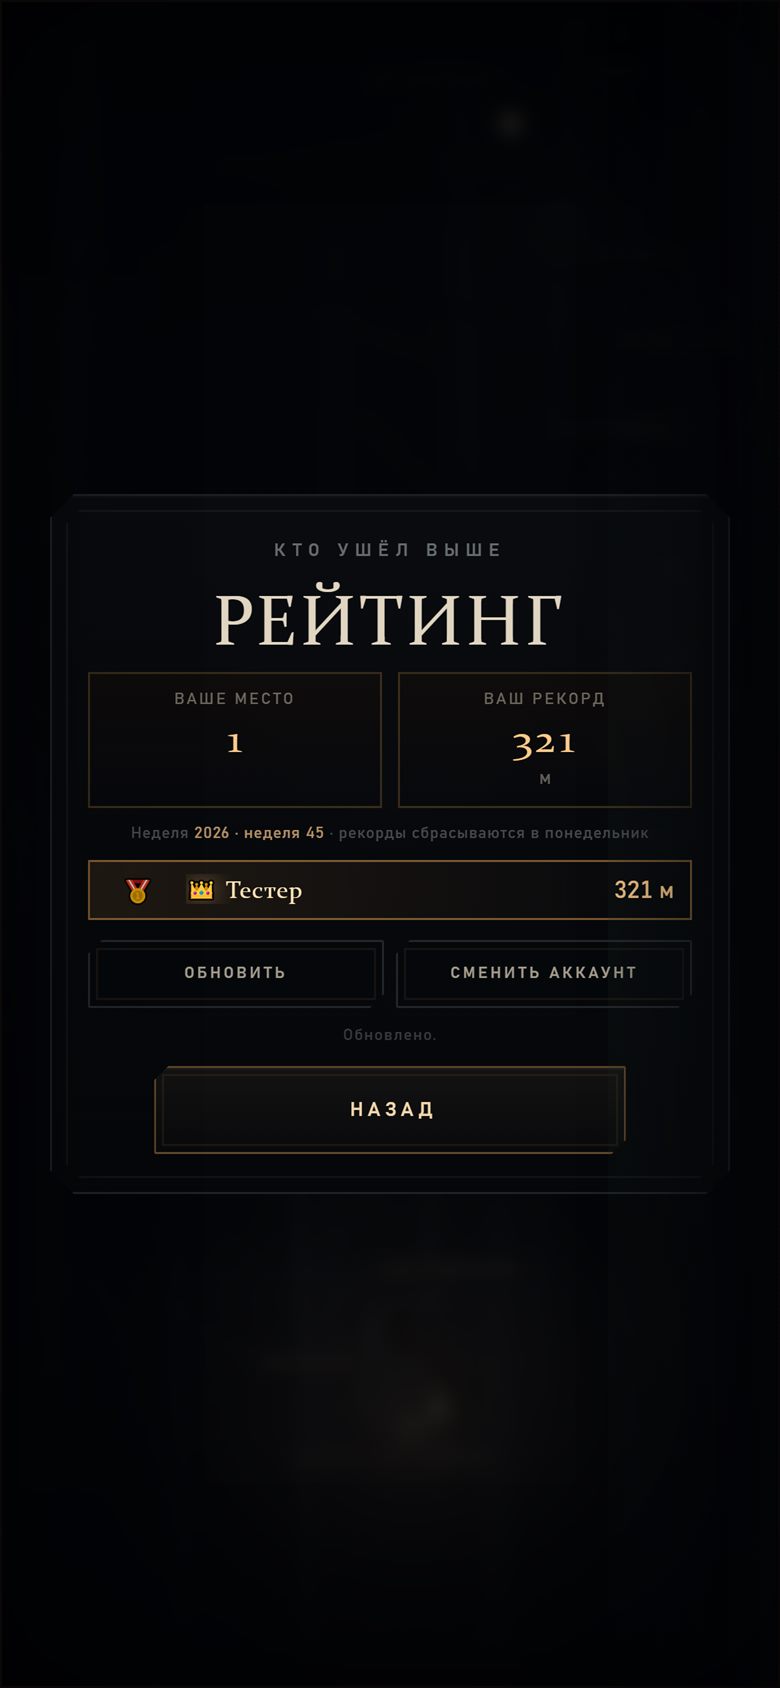 КТО УШЁЛ ВЫШЕ
РЕЙТИНГ
ВАШЕ МЕСТО
1
ВАШ РЕКОРД
321
М
Неделя 2026 · неделя 45 · рекорды сбрасываются в понедельник
Тестер 321 м
ОБНОВИТЬ
СМЕНИТЬ АККАУНТ
Обновлено.
НАЗАД